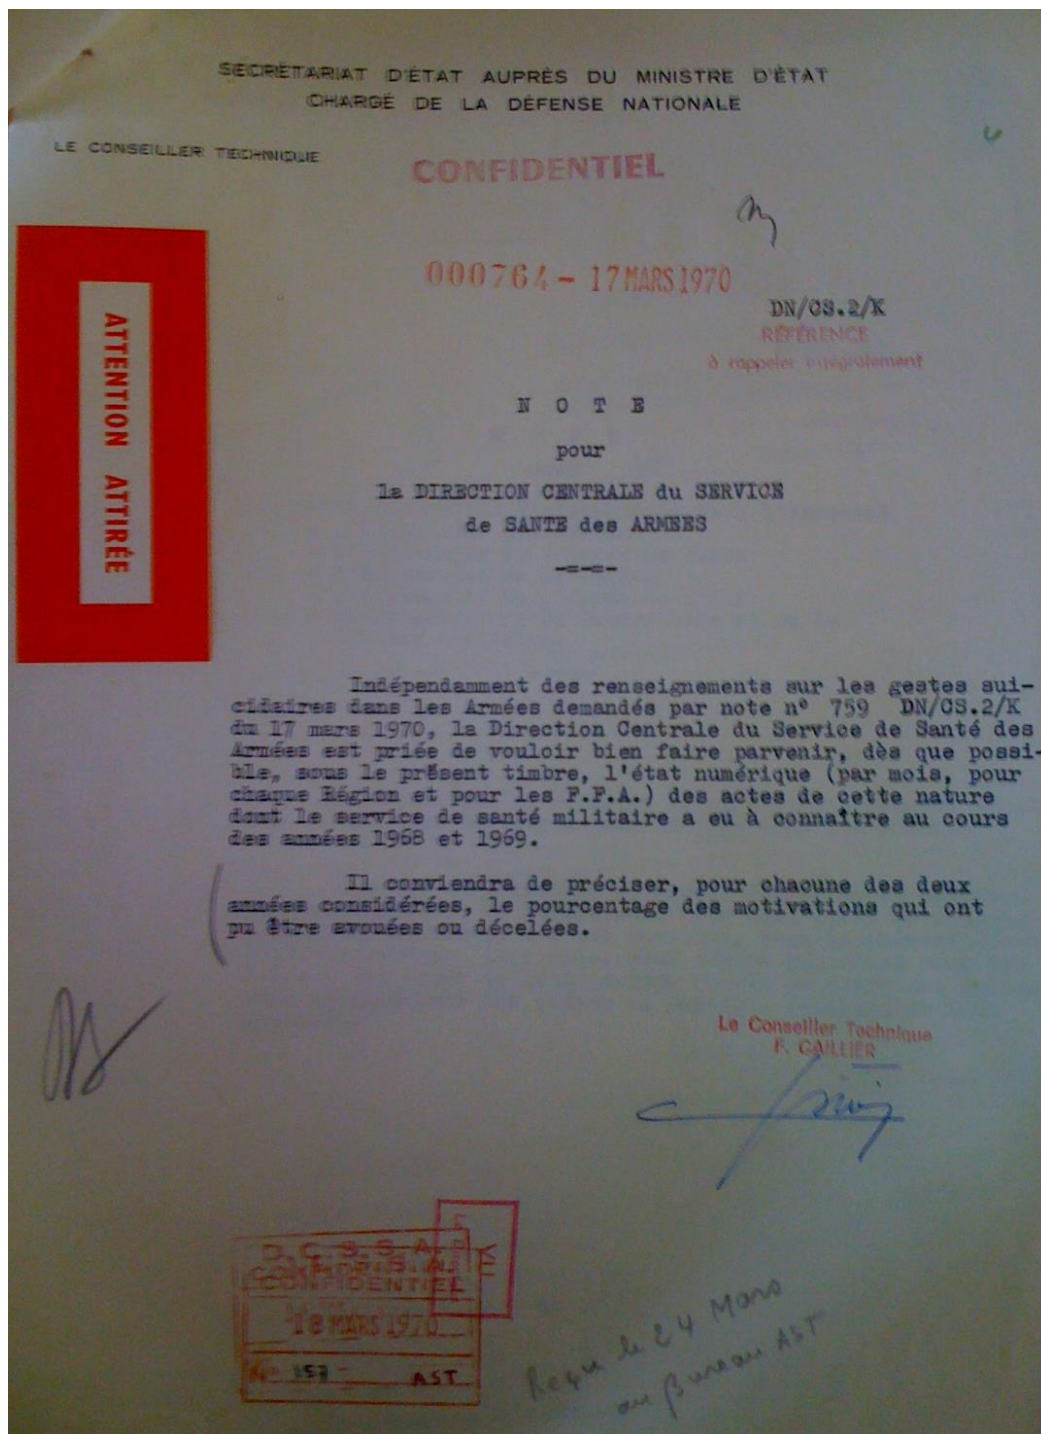 SECRÉTARIAT D'ÉTAT AUPRÈS DU MINISTRE D'ÉTAT
CHARGÉ DE LA DÉFENSE NATIONALE
LE CONSEILLER TECHNIQUE
CONFIDENTIEL
000764 - 17 MARS 1970
DN/CS.2/K
RÉFÉRENCE
à rappeler intégralement
ATTENTION ATTIRÉE
N O T E
pour
la DIRECTION CENTRALE du SERVICE
de SANTE des ARMEES
-=-=-
Indépendamment des renseignements sur les gestes sui-
cidaires dans les Armées demandés par note n° 759 DN/CS.2/K
du 17 mars 1970, la Direction Centrale du Service de Santé des
Armées est priée de vouloir bien faire parvenir, dès que possi-
ble, sous le présent timbre, l'état numérique (par mois, pour
chaque Région et pour les F.F.A.) des actes de cette nature
dont le service de santé militaire a eu à connaître au cours
des années 1968 et 1969.
Il conviendra de préciser, pour chacune des deux
années considérées, le pourcentage des motivations qui ont
pu être avouées ou décelées.
Le Conseiller Technique
F. CAILLIER
D.C.S.S.A.
CONFIDENTIEL
18 MARS 1970
N° 157 - AST
Reçue le 24 Mars
au Bureau AST